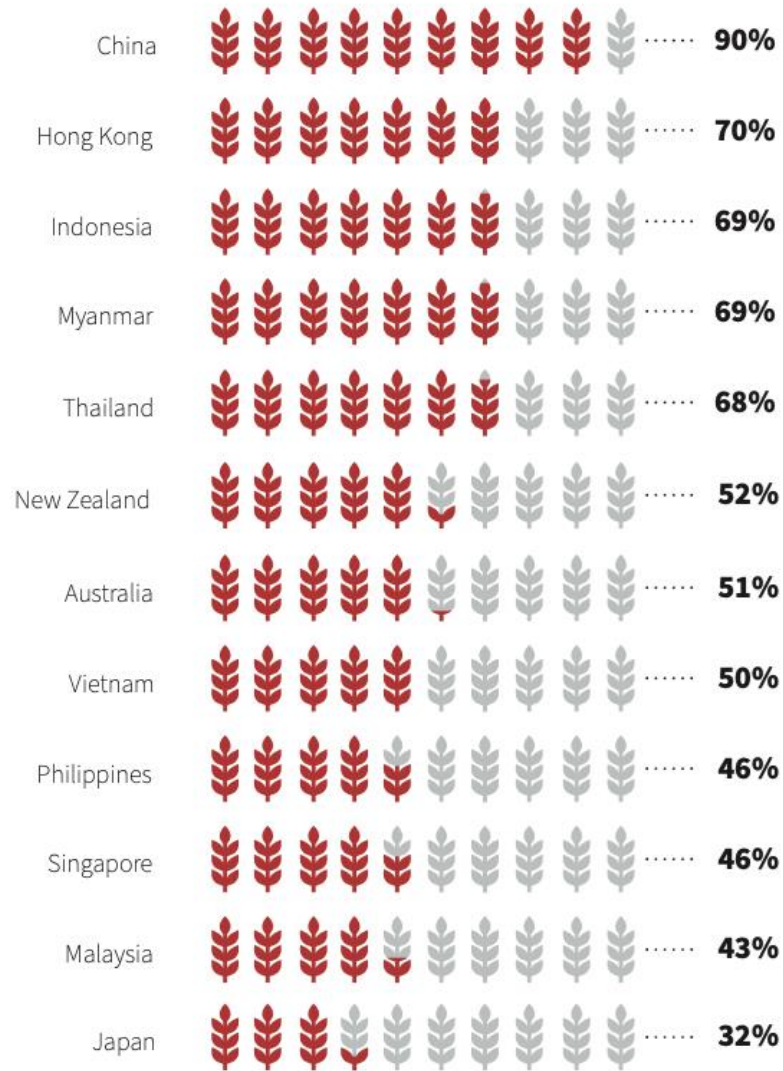 China ...... 90%
Hong Kong ...... 70%
Indonesia ...... 69%
Myanmar ...... 69%
Thailand ...... 68%
New Zealand ...... 52%
Australia ...... 51%
Vietnam ...... 50%
Philippines ...... 46%
Singapore ...... 46%
Malaysia ...... 43%
Japan ...... 32%